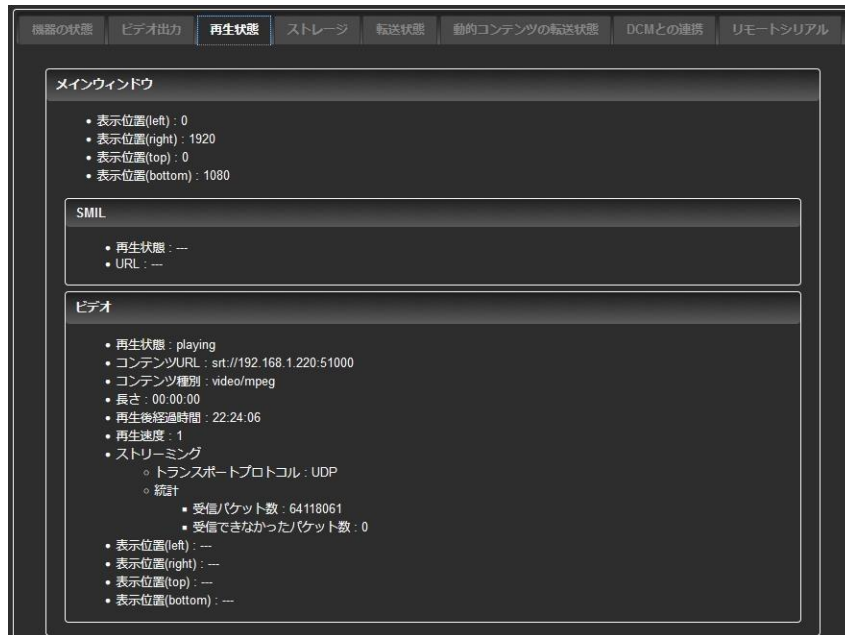 機器の状態 ビデオ出力 再生状態 ストレージ 転送状態 動的コンテンツの転送状態 DCMとの連携 リモートシリアル
メインウィンドウ
• 表示位置(left) : 0
• 表示位置(right) : 1920
• 表示位置(top) : 0
• 表示位置(bottom) : 1080
SMIL
• 再生状態 : ---
• URL : ---
ビデオ
• 再生状態 : playing
• コンテンツURL : srt://192.168.1.220:51000
• コンテンツ種別 : video/mpeg
• 長さ : 00:00:00
• 再生後経過時間 : 22:24:06
• 再生速度 : 1
• ストリーミング
◦ トランスポートプロトコル : UDP
◦ 統計
▪ 受信パケット数 : 64118061
▪ 受信できなかったパケット数 : 0
• 表示位置(left) : ---
• 表示位置(right) : ---
• 表示位置(top) : ---
• 表示位置(bottom) : ---